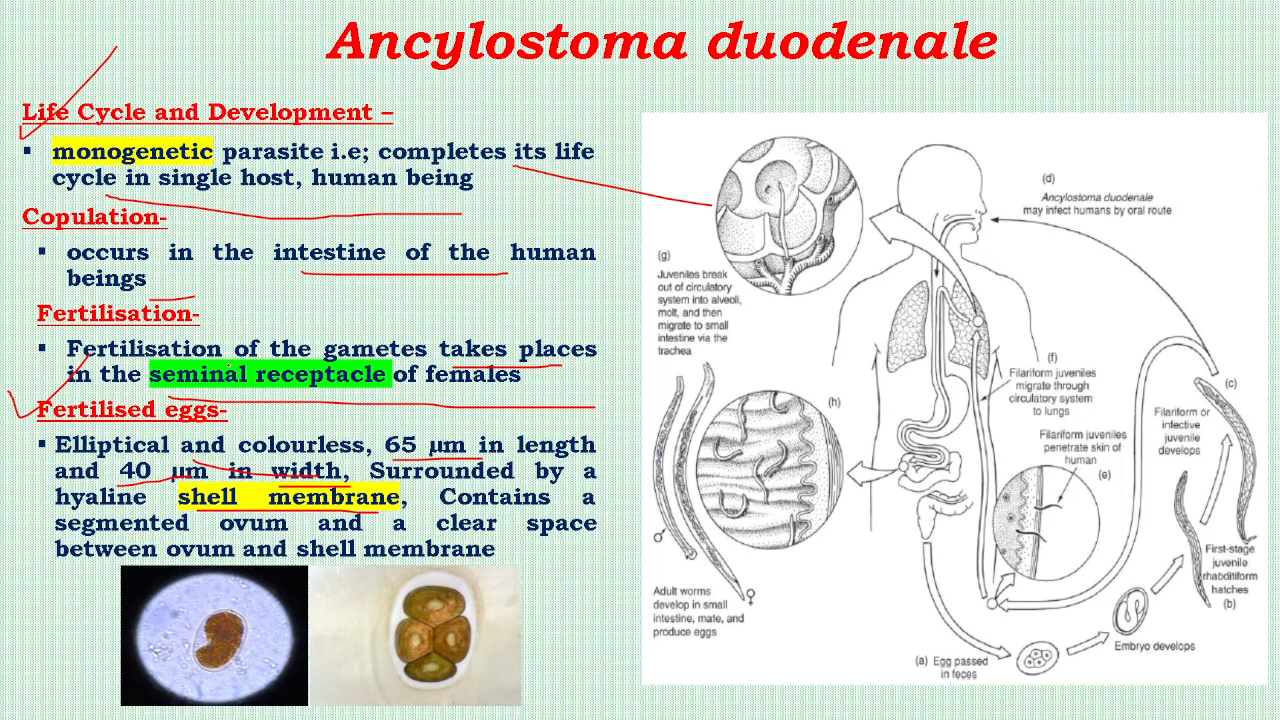 Ancylostoma duodenale
Life Cycle and Development –
▪ monogenetic parasite i.e; completes its life
cycle in single host, human being
Copulation-
▪ occurs in the intestine of the human
beings
Fertilisation-
▪ Fertilisation of the gametes takes places
in the seminal receptacle of females
Fertilised eggs-
▪ Elliptical and colourless, 65 µm in length
and 40 µm in width, Surrounded by a
hyaline shell membrane, Contains a
segmented ovum and a clear space
between ovum and shell membrane
(d)
Ancylostoma duodenale
may infect humans by oral route
(g)
Juveniles break
out of circulatory
system into alveoli,
molt, and then
migrate to small
intestine via the
trachea
(f)
Filariform juveniles
migrate through
circulatory system
to lungs
(c)
Filariform or
infective
juvenile
develops
(h)
Filariform juveniles
penetrate skin of
human
(e)
♂
♀
Adult worms
develop in small
intestine, mate, and
produce eggs
First-stage
juvenile
rhabditiform
hatches
(b)
Embryo develops
(a) Egg passed
in feces